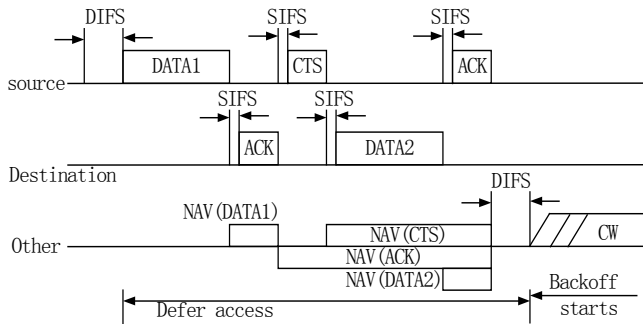 DIFS
SIFS
SIFS
DATA1
CTS
ACK
source
SIFS
SIFS
ACK
DATA2
Destination
DIFS
NAV(DATA1)
NAV(CTS)
CW
Other
NAV(ACK)
NAV(DATA2)
Defer access
Backoff
starts